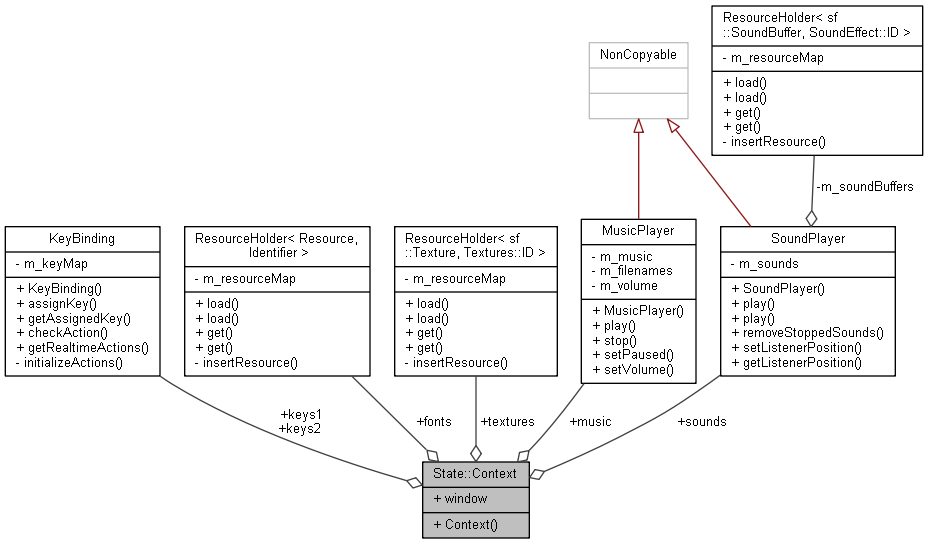 ResourceHolder< sf
::SoundBuffer, SoundEffect::ID >
- m_resourceMap
+ load()
+ load()
+ get()
+ get()
- insertResource()
NonCopyable
-m_soundBuffers
KeyBinding
- m_keyMap
+ KeyBinding()
+ assignKey()
+ getAssignedKey()
+ checkAction()
+ getRealtimeActions()
- initializeActions()
ResourceHolder< Resource,
Identifier >
- m_resourceMap
+ load()
+ load()
+ get()
+ get()
- insertResource()
ResourceHolder< sf
::Texture, Textures::ID >
- m_resourceMap
+ load()
+ load()
+ get()
+ get()
- insertResource()
MusicPlayer
- m_music
- m_filenames
- m_volume
+ MusicPlayer()
+ play()
+ stop()
+ setPaused()
+ setVolume()
SoundPlayer
- m_sounds
+ SoundPlayer()
+ play()
+ play()
+ removeStoppedSounds()
+ setListenerPosition()
+ getListenerPosition()
+keys1
+keys2
+fonts
+textures
+music
+sounds
State::Context
+ window
+ Context()